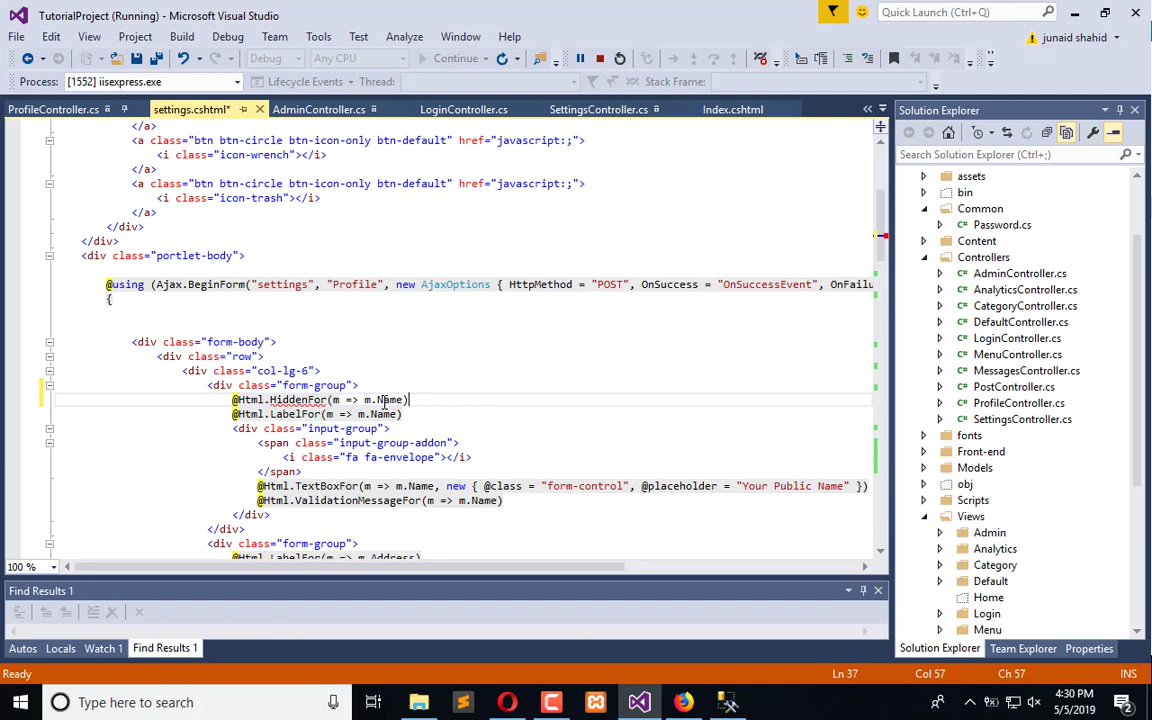 TutorialProject (Running) - Microsoft Visual Studio
Quick Launch (Ctrl+Q)
File Edit View Project Build Debug Team Tools Test Analyze Window Help
junaid shahid
Debug Any CPU Continue
Process: [1552] iisexpress.exe Lifecycle Events Thread: Stack Frame:
ProfileController.cs settings.cshtml* AdminController.cs LoginController.cs SettingsController.cs Index.cshtml
</a>
<a class="btn btn-circle btn-icon-only btn-default" href="javascript:;">
<i class="icon-wrench"></i>
</a>
<a class="btn btn-circle btn-icon-only btn-default" href="javascript:;">
<i class="icon-trash"></i>
</a>
</div>
</div>
<div class="portlet-body">
@using (Ajax.BeginForm("settings", "Profile", new AjaxOptions { HttpMethod = "POST", OnSuccess = "OnSuccessEvent", OnFailu
{
<div class="form-body">
<div class="row">
<div class="col-lg-6">
<div class="form-group">
@Html.HiddenFor(m => m.Name)
@Html.LabelFor(m => m.Name)
<div class="input-group">
<span class="input-group-addon">
<i class="fa fa-envelope"></i>
</span>
@Html.TextBoxFor(m => m.Name, new { @class = "form-control", @placeholder = "Your Public Name" })
@Html.ValidationMessageFor(m => m.Name)
</div>
</div>
<div class="form-group">
@Html.LabelFor(m => m.Address)
100 %
Find Results 1
Autos Locals Watch 1 Find Results 1
Solution Explorer
Search Solution Explorer (Ctrl+;)
assets
bin
Common
C# Password.cs
Content
Controllers
C# AdminController.cs
C# AnalyticsController.cs
C# CategoryController.cs
C# DefaultController.cs
C# LoginController.cs
C# MenuController.cs
C# MessagesController.cs
C# PostController.cs
C# ProfileController.cs
C# SettingsController.cs
fonts
Front-end
Models
obj
Scripts
Views
Admin
Analytics
Category
Default
Home
Login
Menu
Solution Explorer Team Explorer Properties
Ready Ln 37 Col 57 Ch 57 INS
Type here to search
4:30 PM
5/5/2019
2